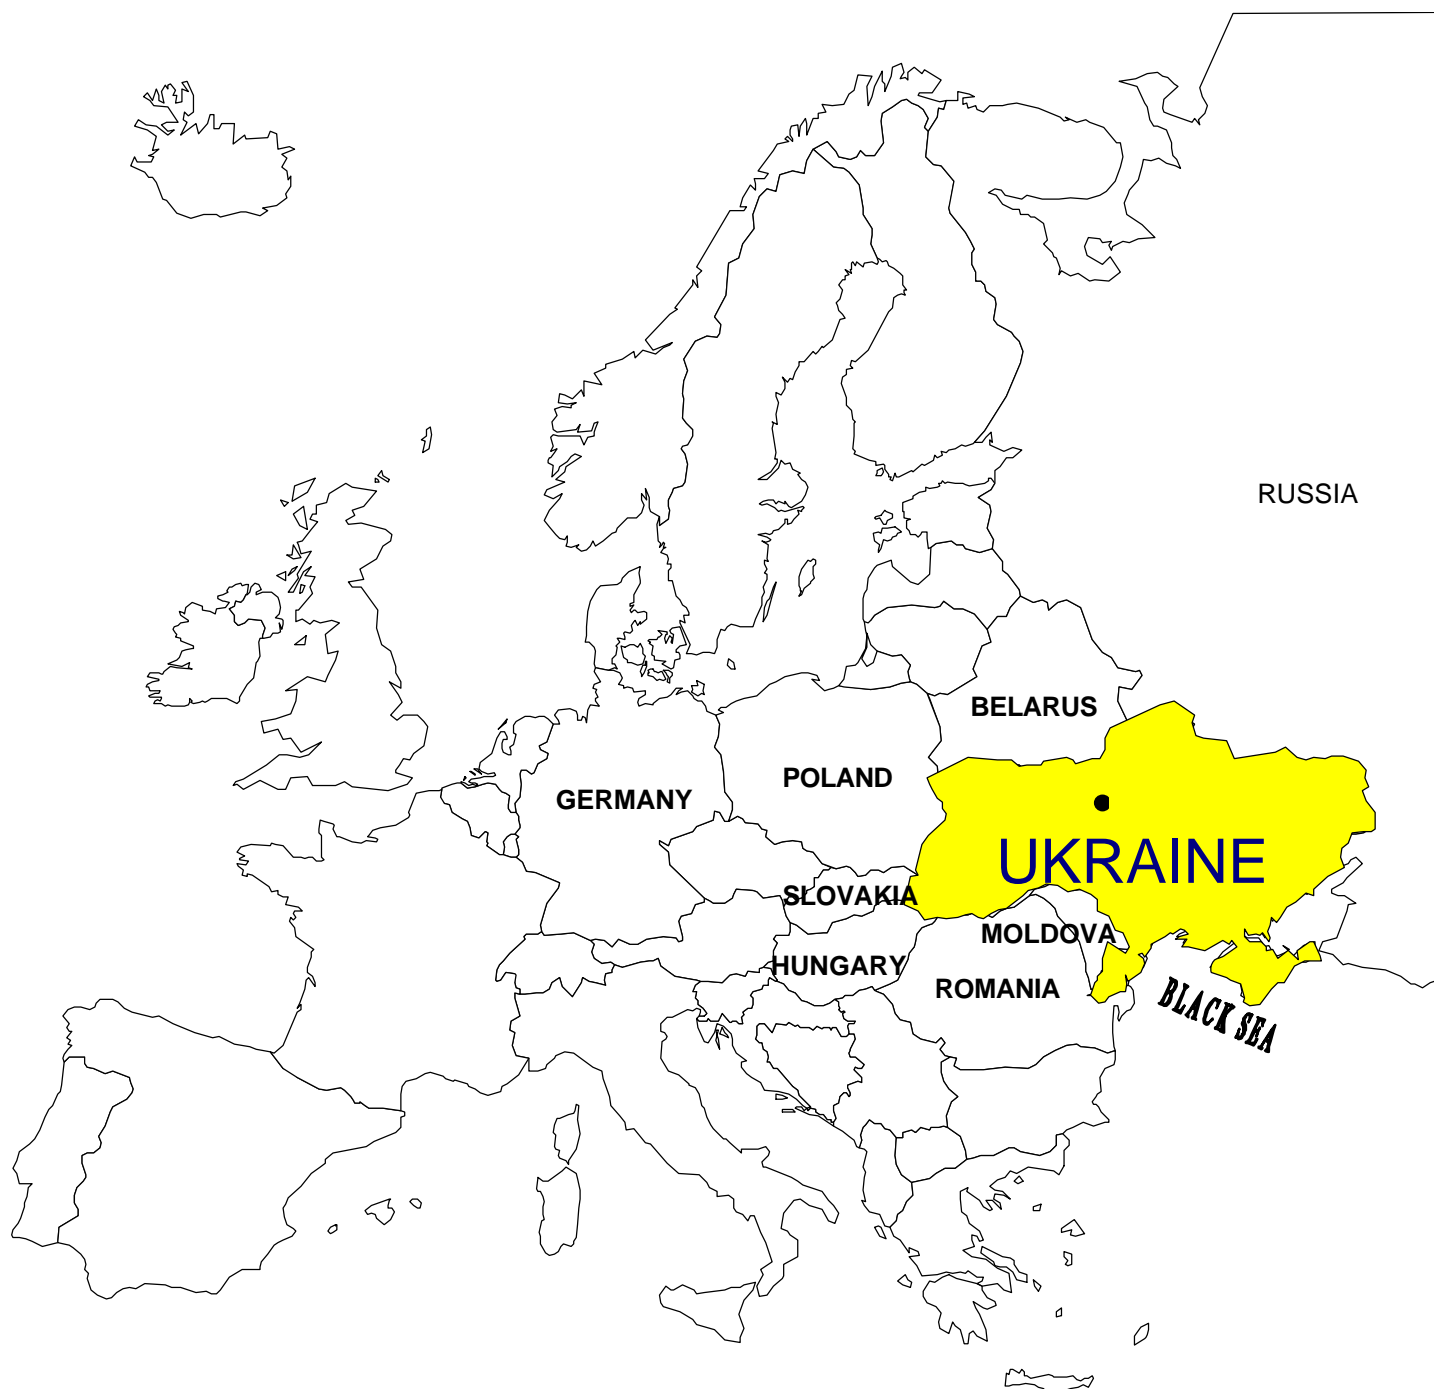 RUSSIA
BELARUS
POLAND
GERMANY
UKRAINE
SLOVAKIA
MOLDOVA
HUNGARY
ROMANIA
BLACK SEA